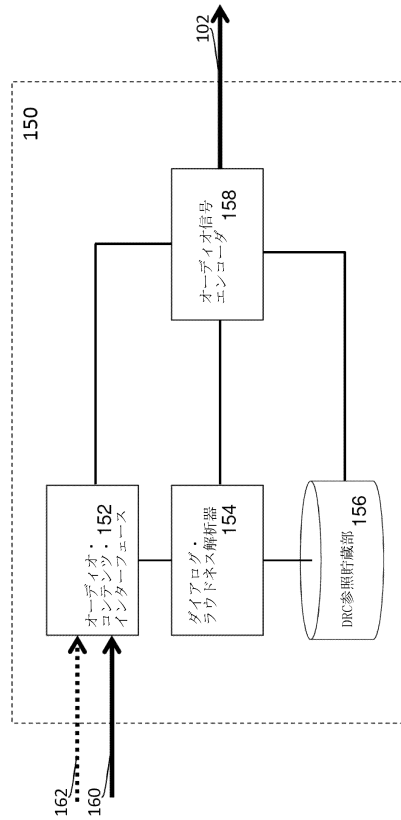 150
162
160
オーディオ・
コンテンツ・ 152
インターフェース
ダイアログ・
ラウドネス解析器
154
DRC参照貯蔵部
156
オーディオ信号
エンコーダ
158
102